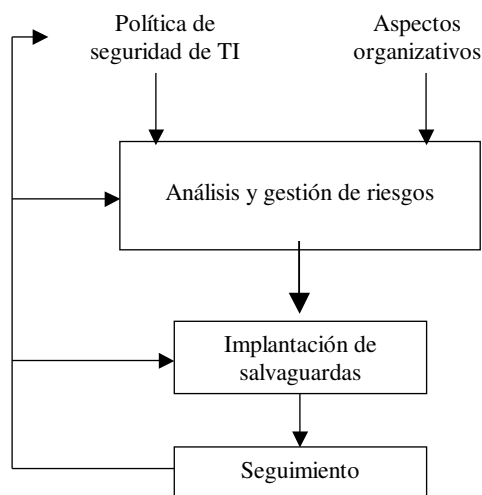 Política de
seguridad de TI
Aspectos
organizativos
Análisis y gestión de riesgos
Implantación de
salvaguardas
Seguimiento